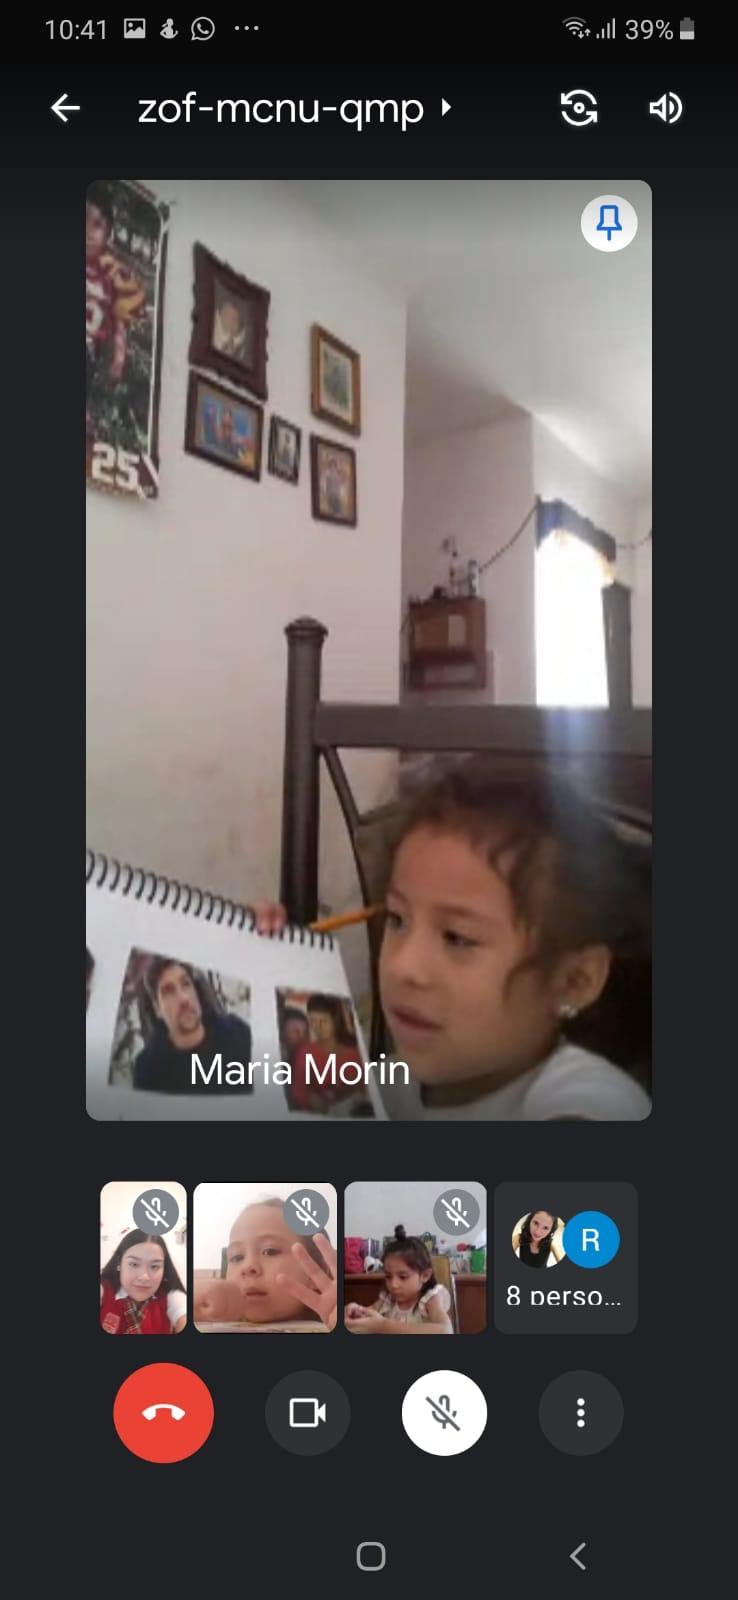 10:41
39%
zof-mcnu-qmp
25
Maria Morin
R
8 perso...